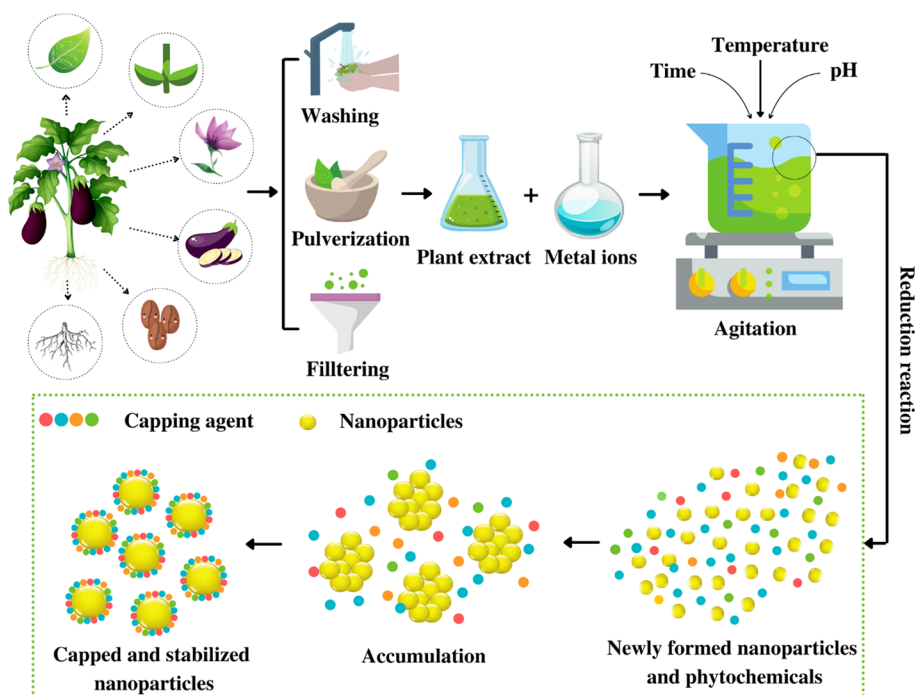 Temperature
Time
pH
Washing
Pulverization
Plant extract
+
Metal ions
Filltering
Agitation
Reduction reaction
Capping agent
Nanoparticles
Capped and stabilized
nanoparticles
Accumulation
Newly formed nanoparticles
and phytochemicals